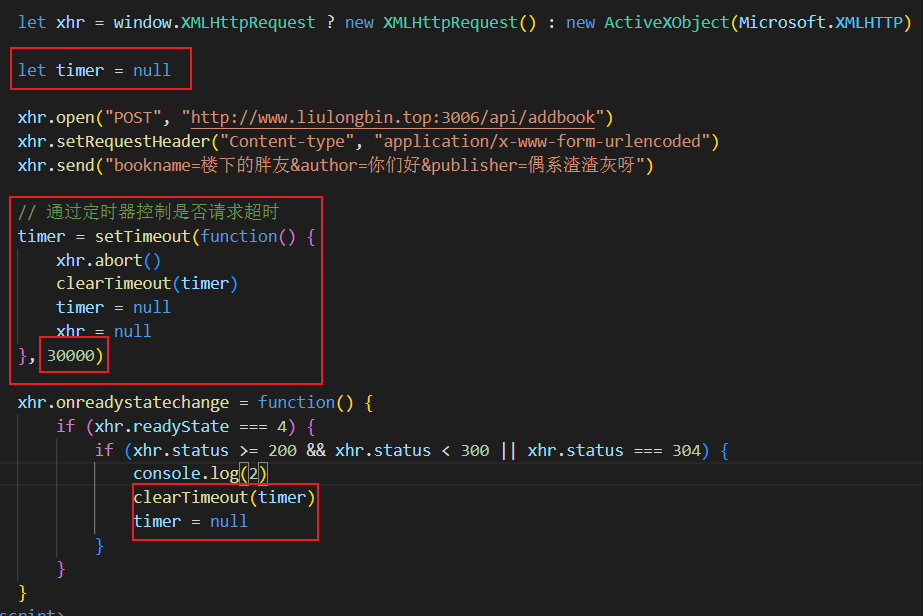 let xhr = window.XMLHttpRequest ? new XMLHttpRequest() : new ActiveXObject(Microsoft.XMLHTTP)
let timer = null
xhr.open("POST", "http://www.liulongbin.top:3006/api/addbook")
xhr.setRequestHeader("Content-type", "application/x-www-form-urlencoded")
xhr.send("bookname=楼下的胖友&author=你们好&publisher=偶系渣渣灰呀")
// 通过定时器控制是否请求超时
timer = setTimeout(function() {
xhr.abort()
clearTimeout(timer)
timer = null
xhr = null
}, 30000)
xhr.onreadystatechange = function() {
if (xhr.readyState === 4) {
if (xhr.status >= 200 && xhr.status < 300 || xhr.status === 304) {
console.log(2)
clearTimeout(timer)
timer = null
}
}
}
script>